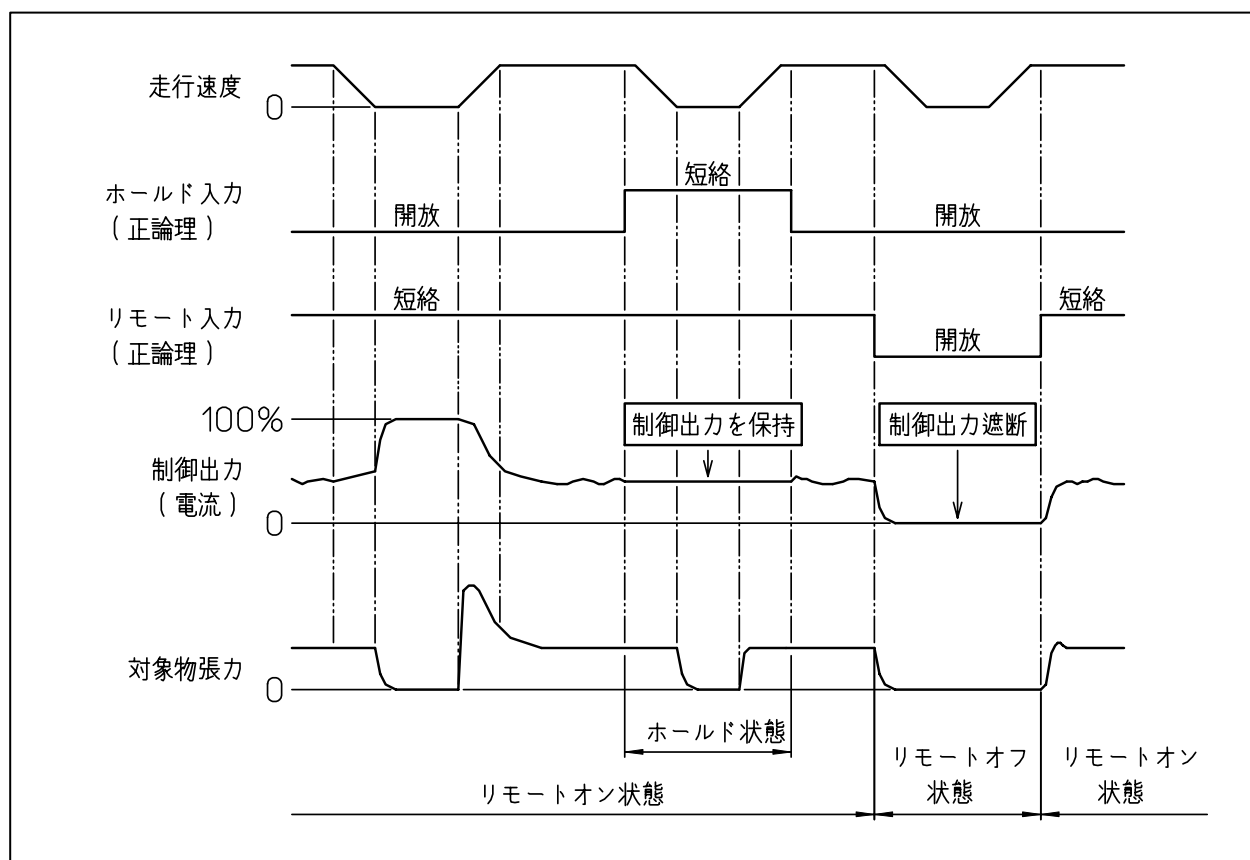 走行速度
0
短絡
ホールド入力
(正論理)
開放
開放
短絡
短絡
リモート入力
(正論理)
開放
100%
制御出力を保持
制御出力遮断
制御出力
(電流)
0
対象物張力
0
ホールド状態
リモートオフ
状態
リモートオン
状態
リモートオン状態